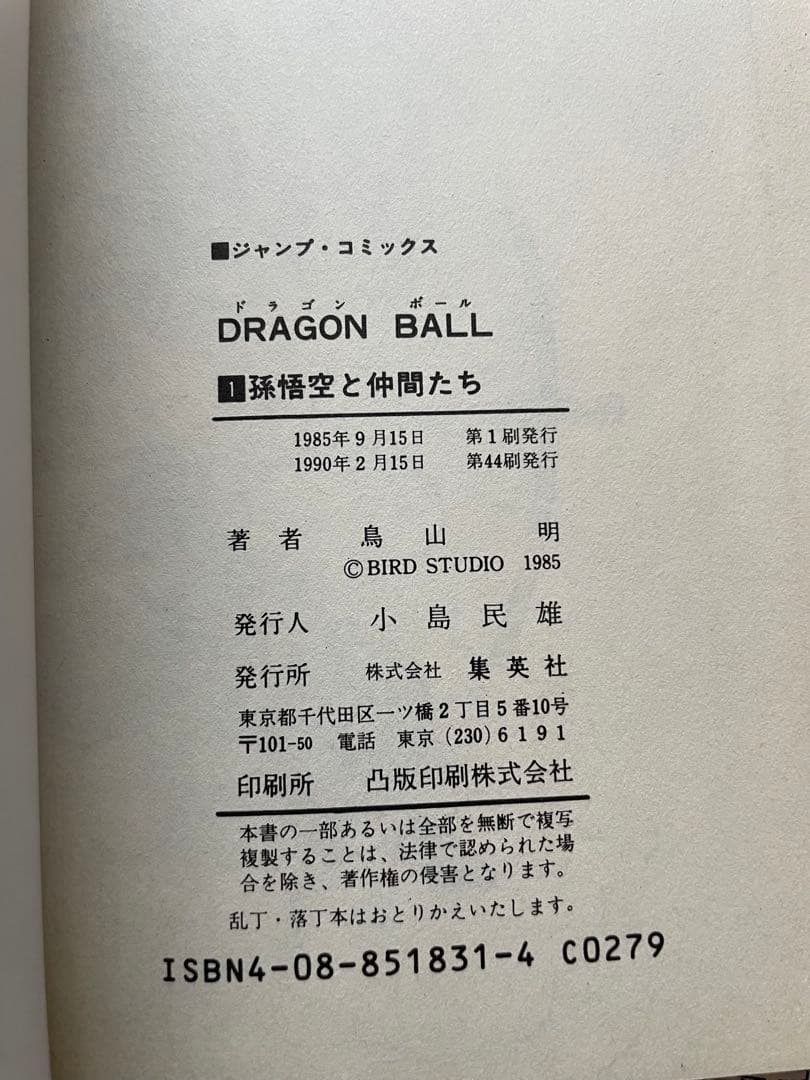 ■ジャンプ・コミックス
ドラゴン ボール
DRAGON BALL
1 孫悟空と仲間たち
1985年9月15日 第1刷発行
1990年2月15日 第44刷発行
著者 鳥山 明
©BIRD STUDIO 1985
発行人 小島民雄
発行所 株式会社 集英社
東京都千代田区一ツ橋2丁目5番10号
〒101-50 電話 東京(230)6191
印刷所 凸版印刷株式会社
本書の一部あるいは全部を無断で複写
複製することは、法律で認められた場
合を除き、著作権の侵害となります。
乱丁・落丁本はおとりかえいたします。
ISBN4-08-851831-4 C0279